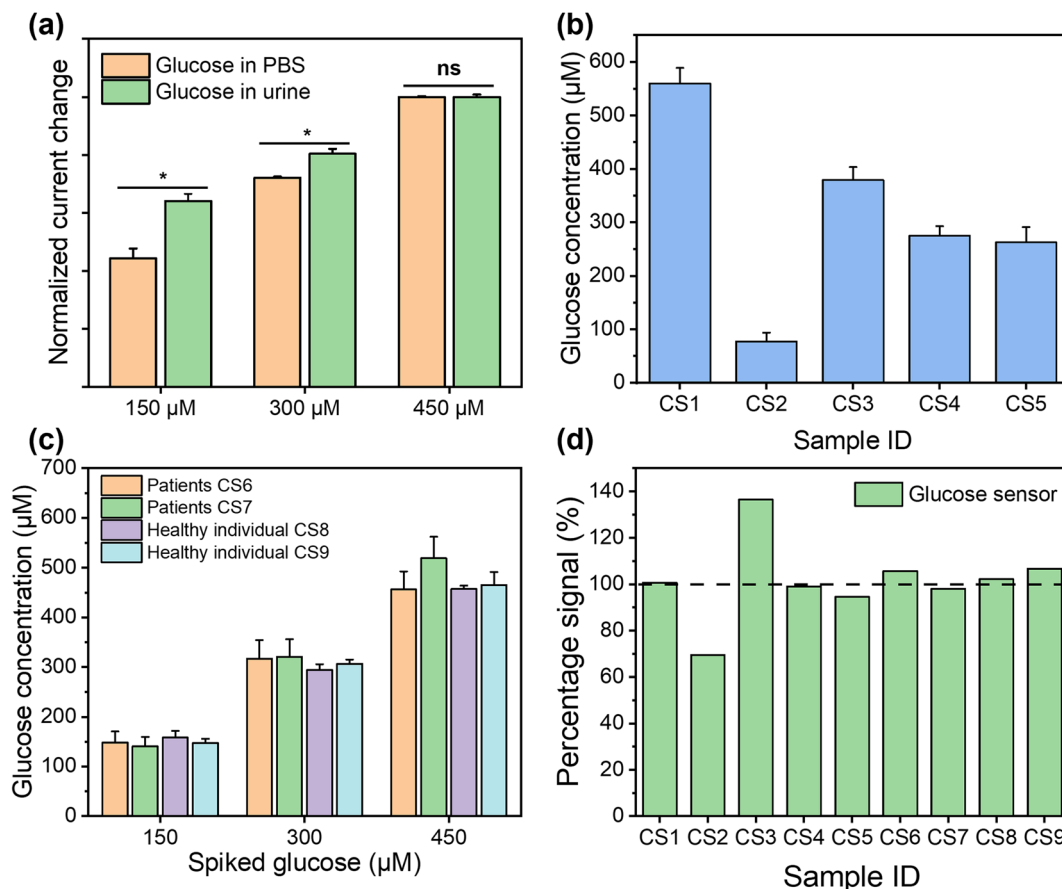 (a)
Normalized current change
Glucose in PBS
Glucose in urine
*
*
ns
150 µM
300 µM
450 µM
(b)
Glucose concentration (µM)
600
500
400
300
200
100
0
CS1
CS2
CS3
CS4
CS5
Sample ID
(c)
Glucose concentration (µM)
700
600
500
400
300
200
100
0
Patients CS6
Patients CS7
Healthy individual CS8
Healthy individual CS9
150
300
450
Spiked glucose (µM)
(d)
Percentage signal (%)
140
120
100
80
60
40
20
0
Glucose sensor
CS1
CS2
CS3
CS4
CS5
CS6
CS7
CS8
CS9
Sample ID